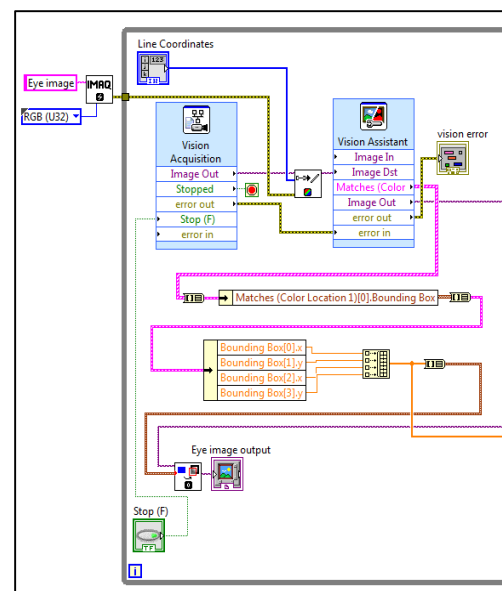 Line Coordinates
Eye image
IMAQ
RGB (U32)
1 2 3
Vision
Acquisition
Image Out
Stopped
error out
Stop (F)
error in
Vision Assistant
Image In
Image Dst
Matches (Color
Image Out
error out
error in
vision error
Matches (Color Location 1)[0].Bounding Box
Bounding Box[0].x
Bounding Box[1].y
Bounding Box[2].x
Bounding Box[3].y
Eye image output
Stop (F)
TF
i